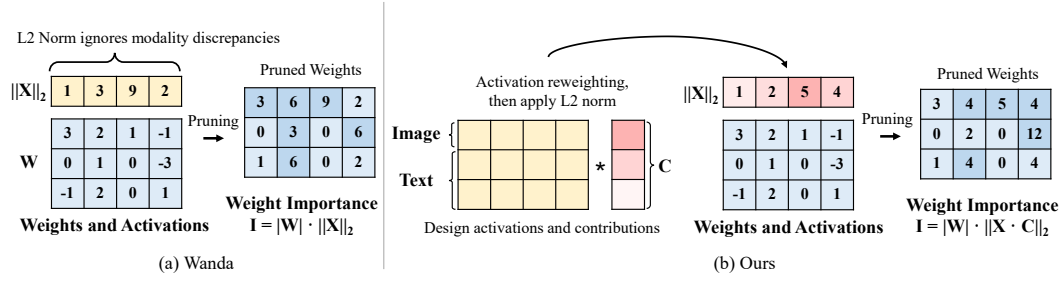 L2 Norm ignores modality discrepancies
||X||₂
1 3 9 2
W
3 2 1 -1
0 1 0 -3
-1 2 0 1
Weights and Activations
Pruning
Pruned Weights
3 6 9 2
0 3 0 6
1 6 0 2
Weight Importance
I = |W| · ||X||₂
(a) Wanda
Activation reweighting,
then apply L2 norm
Image
Text
*
C
Design activations and contributions
||X||₂
1 2 5 4
3 2 1 -1
0 1 0 -3
-1 2 0 1
Weights and Activations
Pruning
Pruned Weights
3 4 5 4
0 2 0 12
1 4 0 4
Weight Importance
I = |W| · ||X · C||₂
(b) Ours